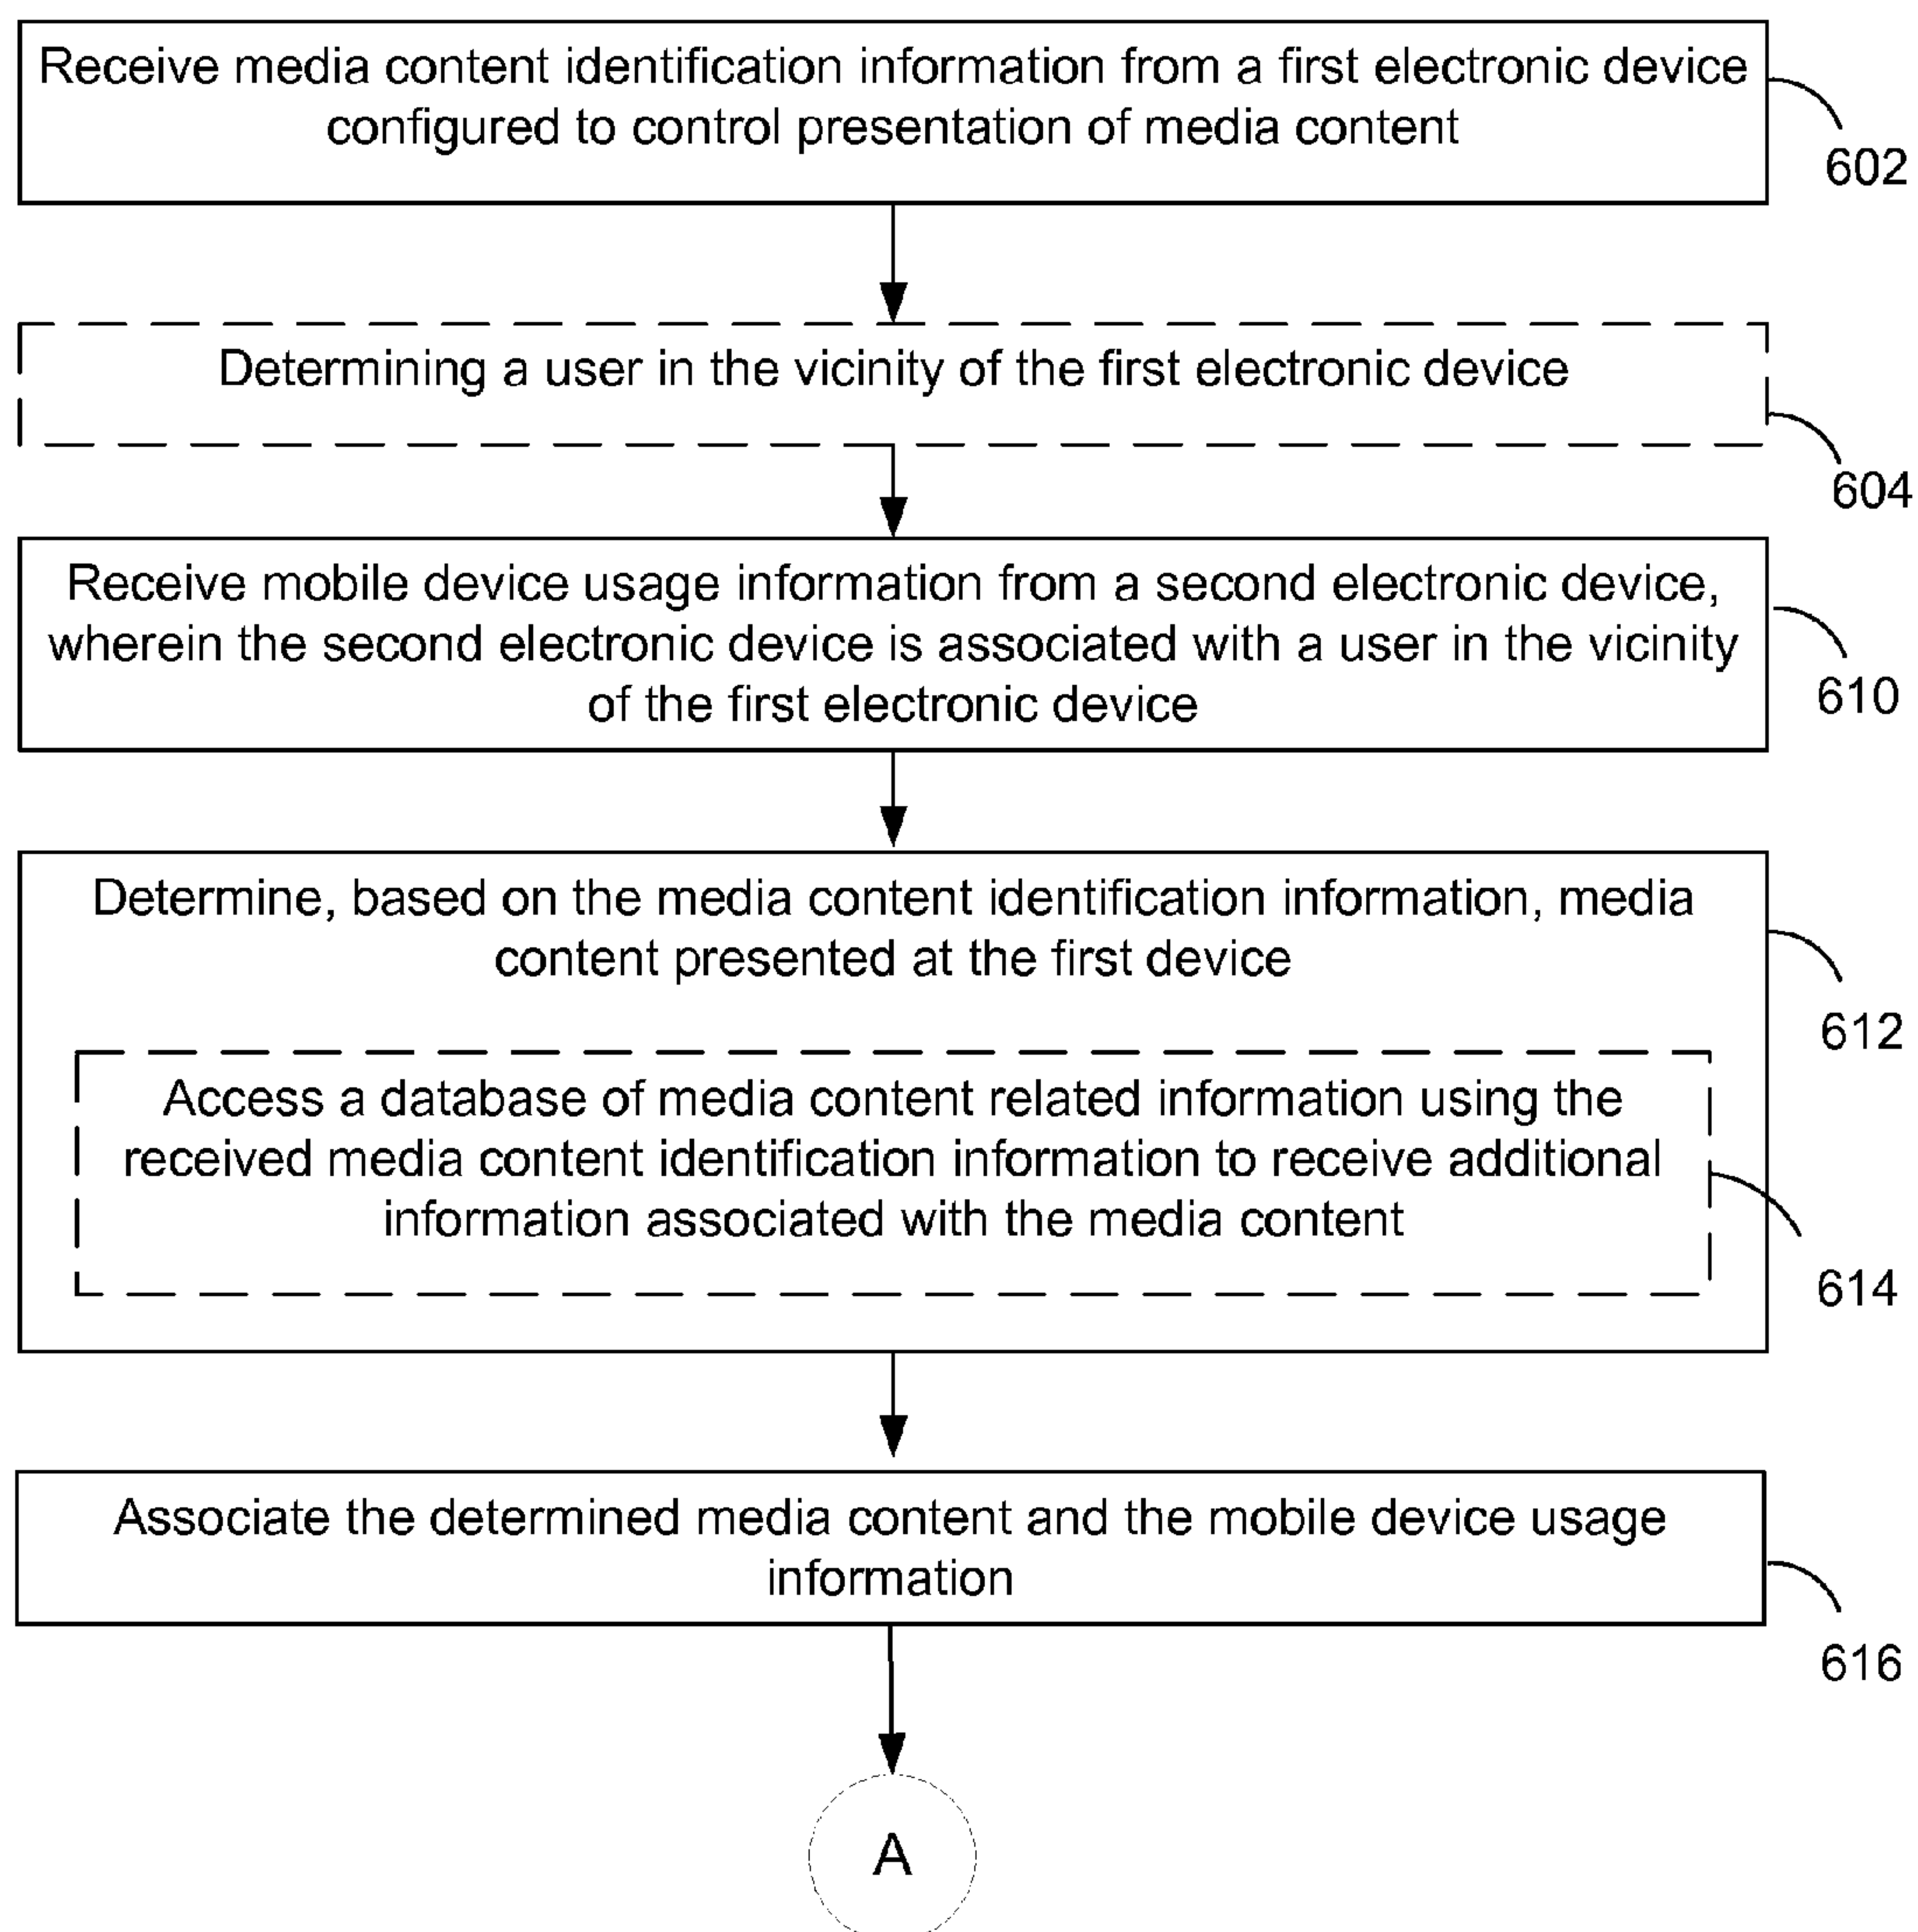 Receive media content identification information from a first electronic device
configured to control presentation of media content
602
Determining a user in the vicinity of the first electronic device
604
Receive mobile device usage information from a second electronic device,
wherein the second electronic device is associated with a user in the vicinity
of the first electronic device
610
Determine, based on the media content identification information, media
content presented at the first device
612
Access a database of media content related information using the
received media content identification information to receive additional
information associated with the media content
614
Associate the determined media content and the mobile device usage
information
616
A